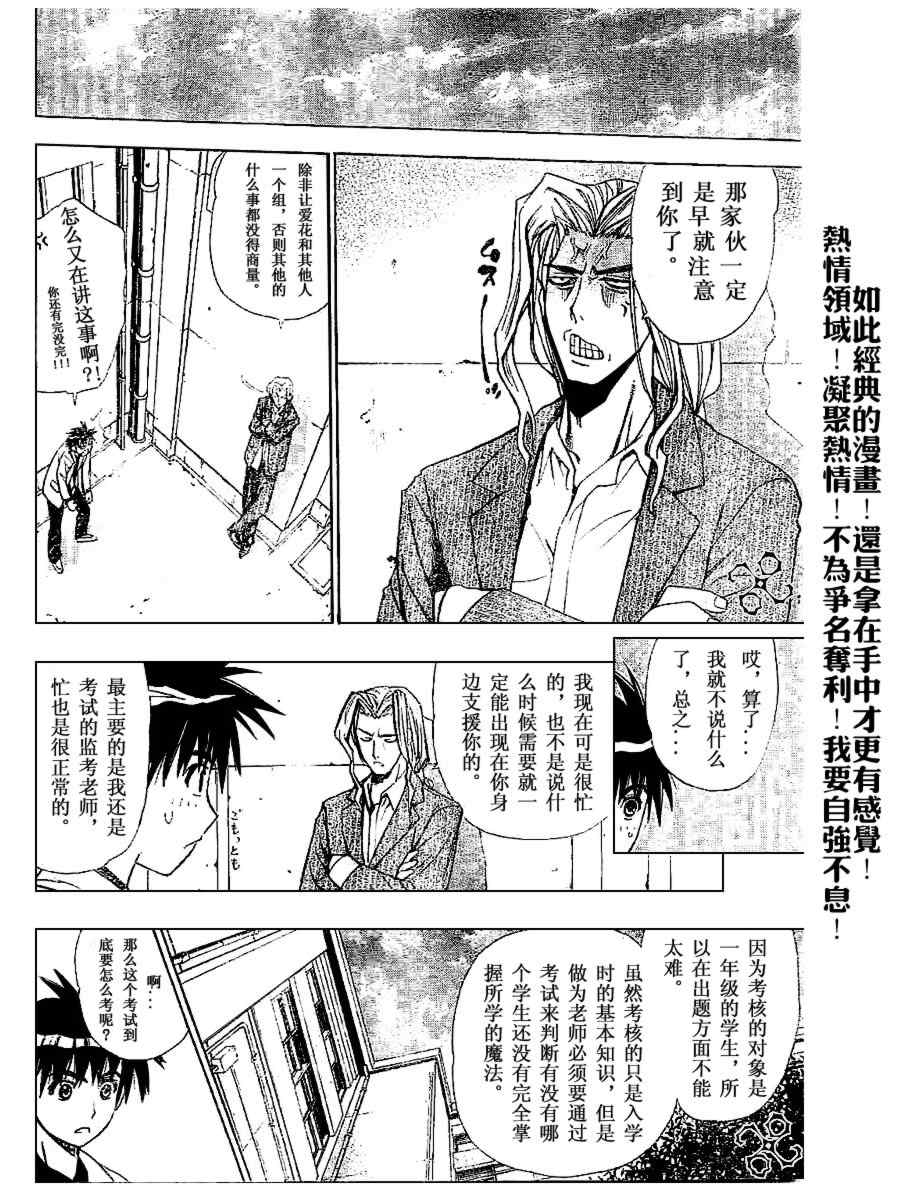 那家伙一定
是早就注意
到你了。
除非让爱花和其他人
一个组，否则其他的
什么事都没得商量。
怎么又在讲这事啊?!
你还有完没完!!!
哎，算了···
我就不说什么
了，总之···
我现在可是很忙
的，也不是说什
么时候需要就一
定能出现在你身
边支援你的。
ごもっとも
最主要的是我还是
考试的监考老师，
忙也是很正常的。
因为考核的对象是
一年级的学生，所
以在出题方面不能
太难。
虽然考核的只是入学
时的基本知识，但是
做为老师必须要通过
考试来判断有没有哪
个学生还没有完全掌
握所学的魔法。
啊···
那么这个考试到
底要怎么考呢?
如此經典的漫畫！還是拿在手中才更有感覺！
熱情領域！凝聚熱情！不為爭名奪利！我要自強不息！